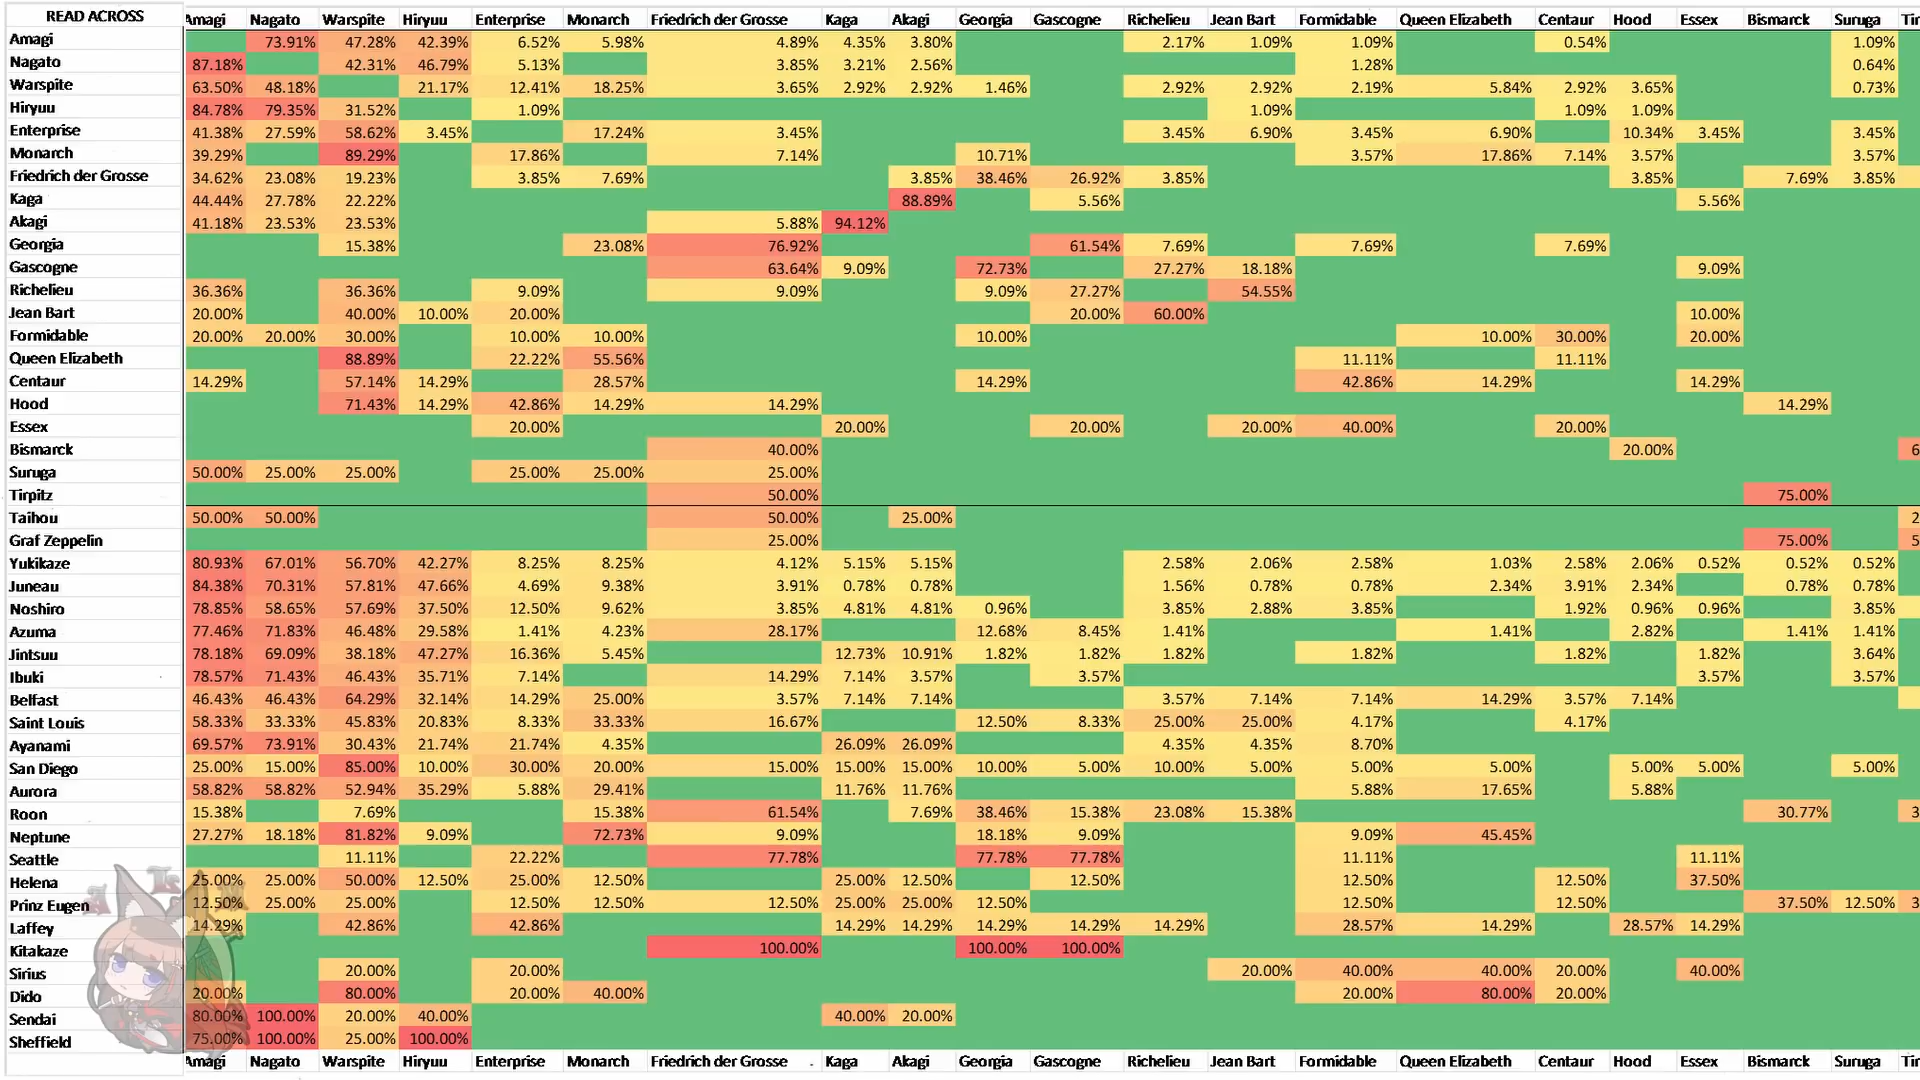 READ ACROSS Amagi Nagato Warspite Hiryuu Enterprise Monarch Friedrich der Grosse Kaga Akagi Georgia Gascogne Richelieu Jean Bart Formidable Queen Elizabeth Centaur Hood Essex Bismarck Suruga Tir
Amagi 73.91% 47.28% 42.39% 6.52% 5.98% 4.89% 4.35% 3.80% 2.17% 1.09% 1.09% 0.54% 1.09%
Nagato 87.18% 42.31% 46.79% 5.13% 3.85% 3.21% 2.56% 1.28% 0.64%
Warspite 63.50% 48.18% 21.17% 12.41% 18.25% 3.65% 2.92% 2.92% 1.46% 2.92% 2.92% 2.19% 5.84% 2.92% 3.65% 0.73%
Hiryuu 84.78% 79.35% 31.52% 1.09% 1.09% 1.09% 1.09%
Enterprise 41.38% 27.59% 58.62% 3.45% 17.24% 3.45% 3.45% 6.90% 3.45% 6.90% 10.34% 3.45% 3.45%
Monarch 39.29% 89.29% 17.86% 7.14% 10.71% 3.57% 17.86% 7.14% 3.57% 3.57%
Friedrich der Grosse 34.62% 23.08% 19.23% 3.85% 7.69% 3.85% 38.46% 26.92% 3.85% 3.85% 7.69% 3.85%
Kaga 44.44% 27.78% 22.22% 88.89% 5.56% 5.56%
Akagi 41.18% 23.53% 23.53% 5.88% 94.12%
Georgia 15.38% 23.08% 76.92% 61.54% 7.69% 7.69% 7.69%
Gascogne 63.64% 9.09% 72.73% 27.27% 18.18% 9.09%
Richelieu 36.36% 36.36% 9.09% 9.09% 9.09% 27.27% 54.55%
Jean Bart 20.00% 40.00% 10.00% 20.00% 20.00% 60.00% 10.00%
Formidable 20.00% 20.00% 30.00% 10.00% 10.00% 10.00% 10.00% 30.00% 20.00%
Queen Elizabeth 88.89% 22.22% 55.56% 11.11% 11.11%
Centaur 14.29% 57.14% 14.29% 28.57% 14.29% 42.86% 14.29% 14.29%
Hood 71.43% 14.29% 42.86% 14.29% 14.29% 14.29%
Essex 20.00% 20.00% 20.00% 20.00% 40.00% 20.00%
Bismarck 40.00% 20.00% 6
Suruga 50.00% 25.00% 25.00% 25.00% 25.00% 25.00%
Tirpitz 50.00% 75.00%
Taihou 50.00% 50.00% 50.00% 25.00% 2
Graf Zeppelin 25.00% 75.00% 5
Yukikaze 80.93% 67.01% 56.70% 42.27% 8.25% 8.25% 4.12% 5.15% 5.15% 2.58% 2.06% 2.58% 1.03% 2.58% 2.06% 0.52% 0.52% 0.52%
Juneau 84.38% 70.31% 57.81% 47.66% 4.69% 9.38% 3.91% 0.78% 0.78% 1.56% 0.78% 0.78% 2.34% 3.91% 2.34% 0.78% 0.78%
Noshiro 78.85% 58.65% 57.69% 37.50% 12.50% 9.62% 3.85% 4.81% 4.81% 0.96% 3.85% 2.88% 3.85% 1.92% 0.96% 0.96% 3.85%
Azuma 77.46% 71.83% 46.48% 29.58% 1.41% 4.23% 28.17% 12.68% 8.45% 1.41% 1.41% 2.82% 1.41% 1.41%
Jintsuu 78.18% 69.09% 38.18% 47.27% 16.36% 5.45% 12.73% 10.91% 1.82% 1.82% 1.82% 1.82% 1.82% 1.82% 3.64%
Ibuki 78.57% 71.43% 46.43% 35.71% 7.14% 14.29% 7.14% 3.57% 3.57% 3.57% 3.57%
Belfast 46.43% 46.43% 64.29% 32.14% 14.29% 25.00% 3.57% 7.14% 7.14% 3.57% 7.14% 7.14% 14.29% 3.57% 7.14%
Saint Louis 58.33% 33.33% 45.83% 20.83% 8.33% 33.33% 16.67% 12.50% 8.33% 25.00% 25.00% 4.17% 4.17%
Ayanami 69.57% 73.91% 30.43% 21.74% 21.74% 4.35% 26.09% 26.09% 4.35% 4.35% 8.70%
San Diego 25.00% 15.00% 85.00% 10.00% 30.00% 20.00% 15.00% 15.00% 15.00% 10.00% 5.00% 10.00% 5.00% 5.00% 5.00% 5.00% 5.00% 5.00%
Aurora 58.82% 58.82% 52.94% 35.29% 5.88% 29.41% 11.76% 11.76% 5.88% 17.65% 5.88%
Roon 15.38% 7.69% 15.38% 61.54% 7.69% 38.46% 15.38% 23.08% 15.38% 30.77% 3
Neptune 27.27% 18.18% 81.82% 9.09% 72.73% 9.09% 18.18% 9.09% 9.09% 45.45%
Seattle 11.11% 22.22% 77.78% 77.78% 77.78% 11.11% 11.11%
Helena 25.00% 25.00% 50.00% 12.50% 25.00% 12.50% 25.00% 12.50% 12.50% 12.50% 12.50% 37.50%
Prinz Eugen 12.50% 25.00% 25.00% 12.50% 12.50% 12.50% 25.00% 25.00% 12.50% 12.50% 12.50% 37.50% 12.50% 3
Laffey 14.29% 42.86% 42.86% 14.29% 14.29% 14.29% 14.29% 14.29% 28.57% 14.29% 28.57% 14.29%
Kitakaze 100.00% 100.00% 100.00%
Sirius 20.00% 20.00% 20.00% 40.00% 40.00% 20.00% 40.00%
Dido 20.00% 80.00% 20.00% 40.00% 20.00% 80.00% 20.00%
Sendai 80.00% 100.00% 20.00% 40.00% 40.00% 20.00%
Sheffield 75.00% 100.00% 25.00% 100.00%
Amagi Nagato Warspite Hiryuu Enterprise Monarch Friedrich der Grosse Kaga Akagi Georgia Gascogne Richelieu Jean Bart Formidable Queen Elizabeth Centaur Hood Essex Bismarck Suruga Tir